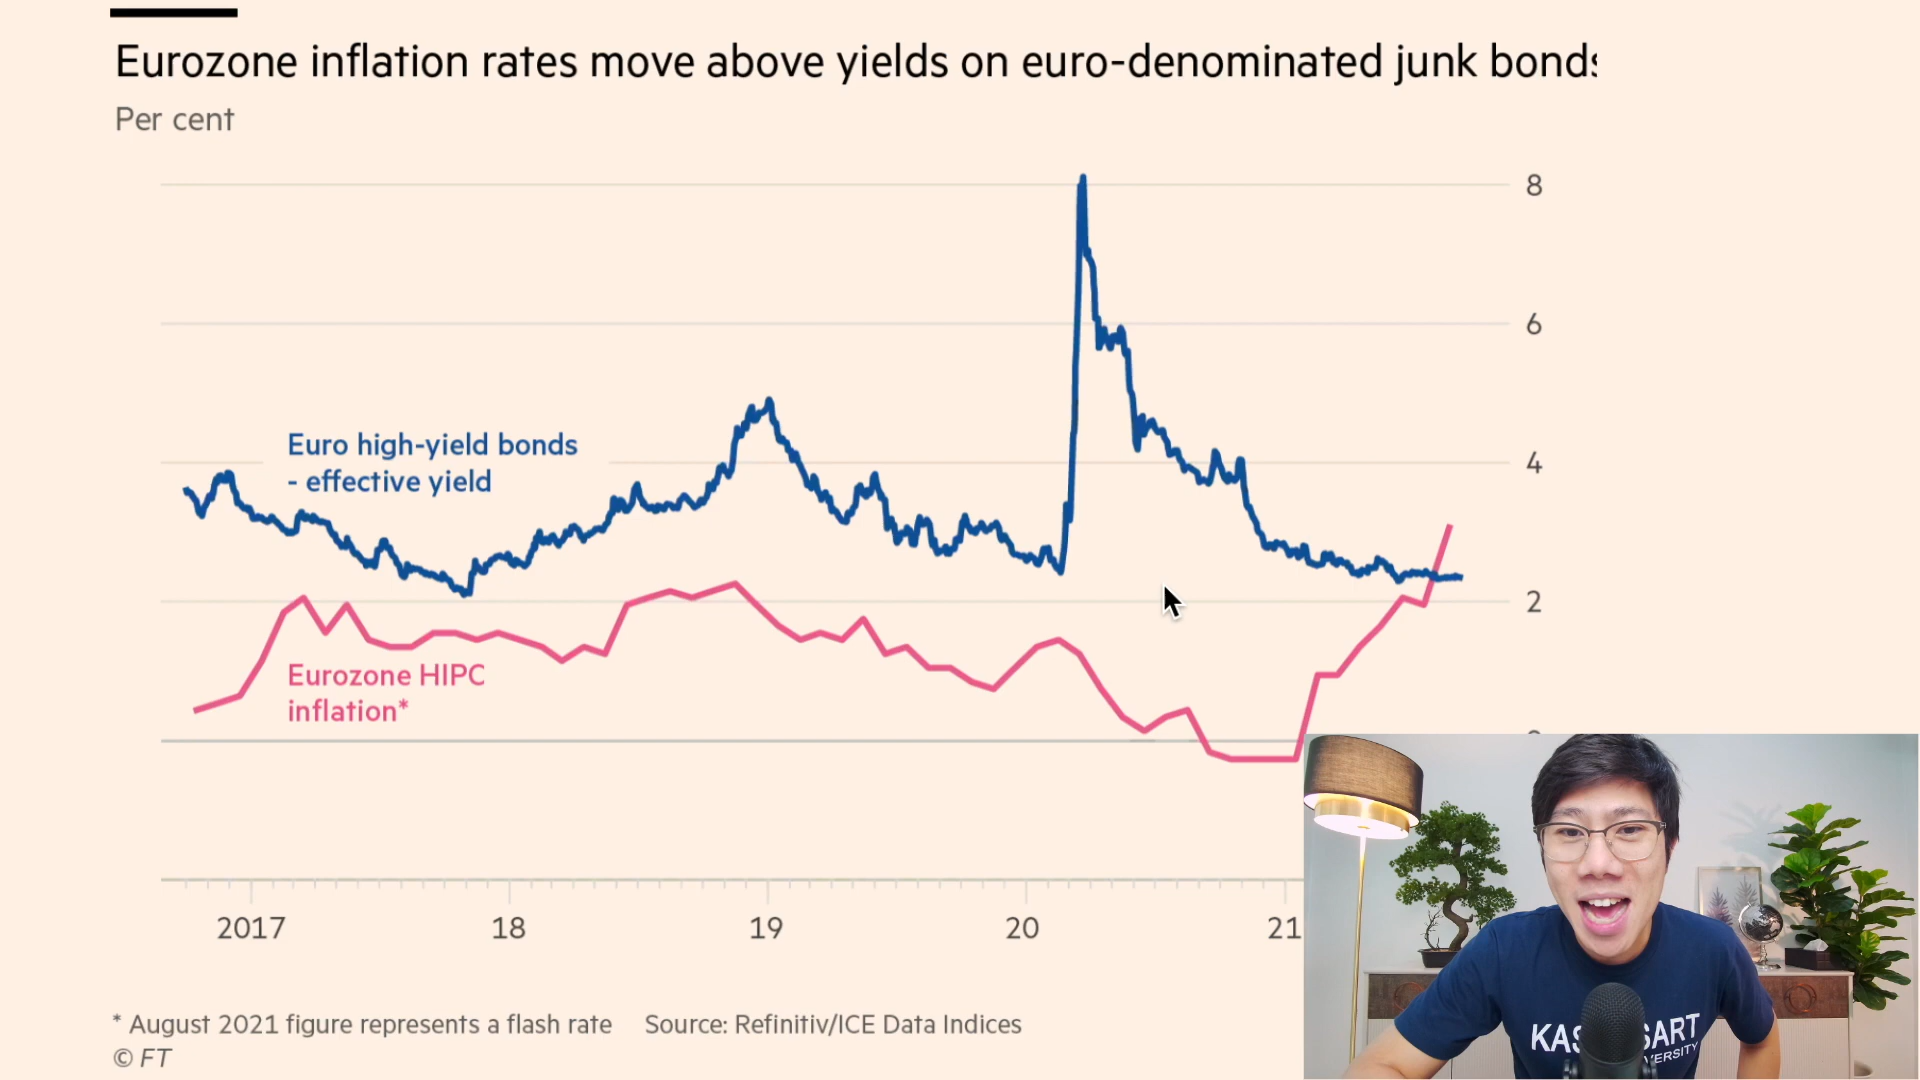 Eurozone inflation rates move above yields on euro-denominated junk bonds
Per cent
8
6
4
2
Euro high-yield bonds
- effective yield
Eurozone HIPC
inflation*
2017 18 19 20 21
* August 2021 figure represents a flash rate Source: Refinitiv/ICE Data Indices
© FT